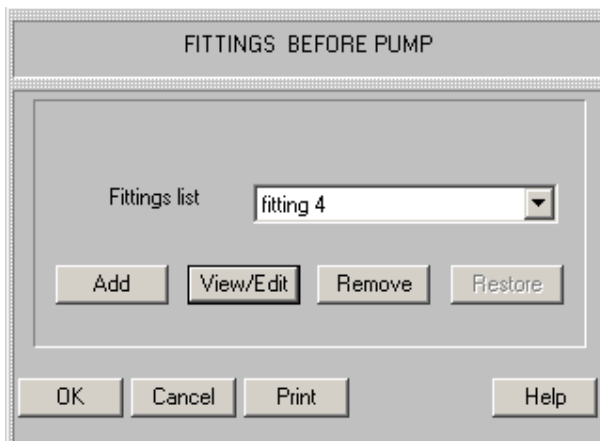 FITTINGS BEFORE PUMP
Fittings list fitting 4
Add View/Edit Remove Restore
OK Cancel Print Help